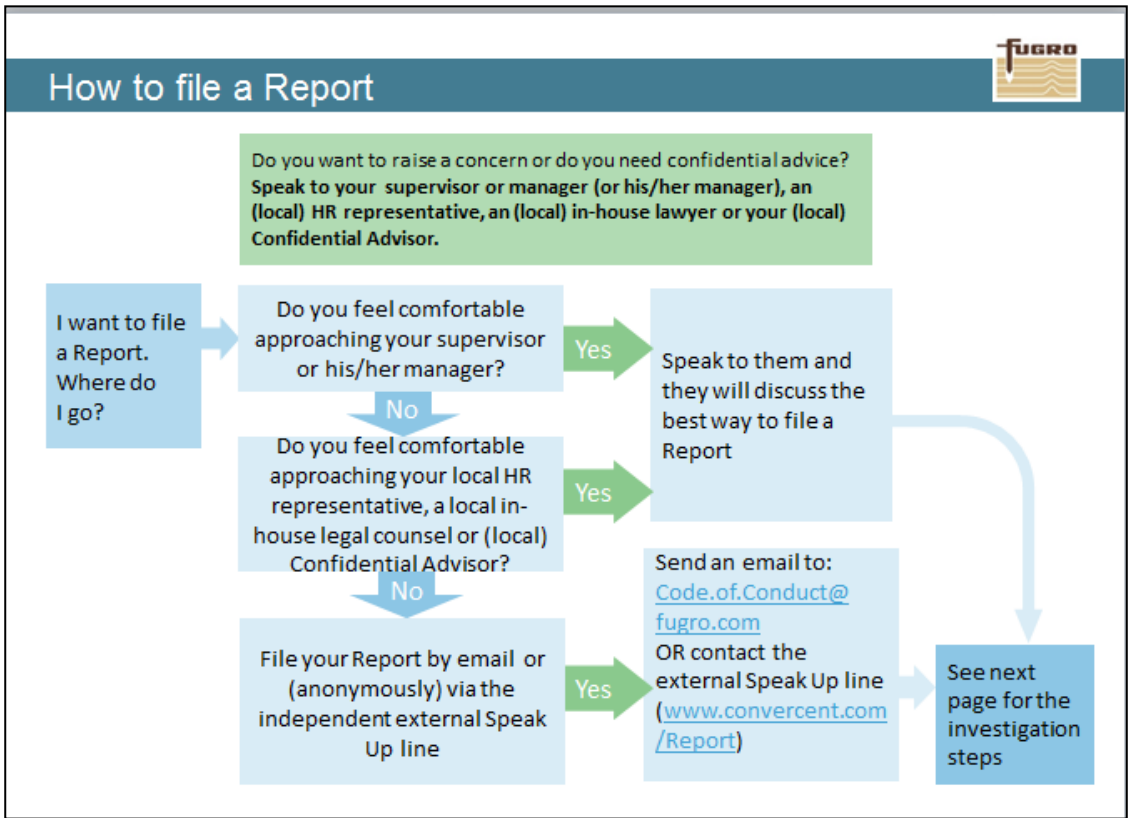 fugro
How to file a Report
Do you want to raise a concern or do you need confidential advice?
Speak to your supervisor or manager (or his/her manager), an
(local) HR representative, an (local) in-house lawyer or your (local)
Confidential Advisor.
I want to file
a Report.
Where do
I go?
Do you feel comfortable
approaching your supervisor
or his/her manager?
Yes
Speak to them and
they will discuss the
best way to file a
Report
No
Do you feel comfortable
approaching your local HR
representative, a local in-
house legal counsel or (local)
Confidential Advisor?
Yes
No
File your Report by email or
(anonymously) via the
independent external Speak
Up line
Yes
Send an email to:
Code.of.Conduct@
fugro.com
OR contact the
external Speak Up line
(www.convercent.com
/Report)
See next
page for the
investigation
steps